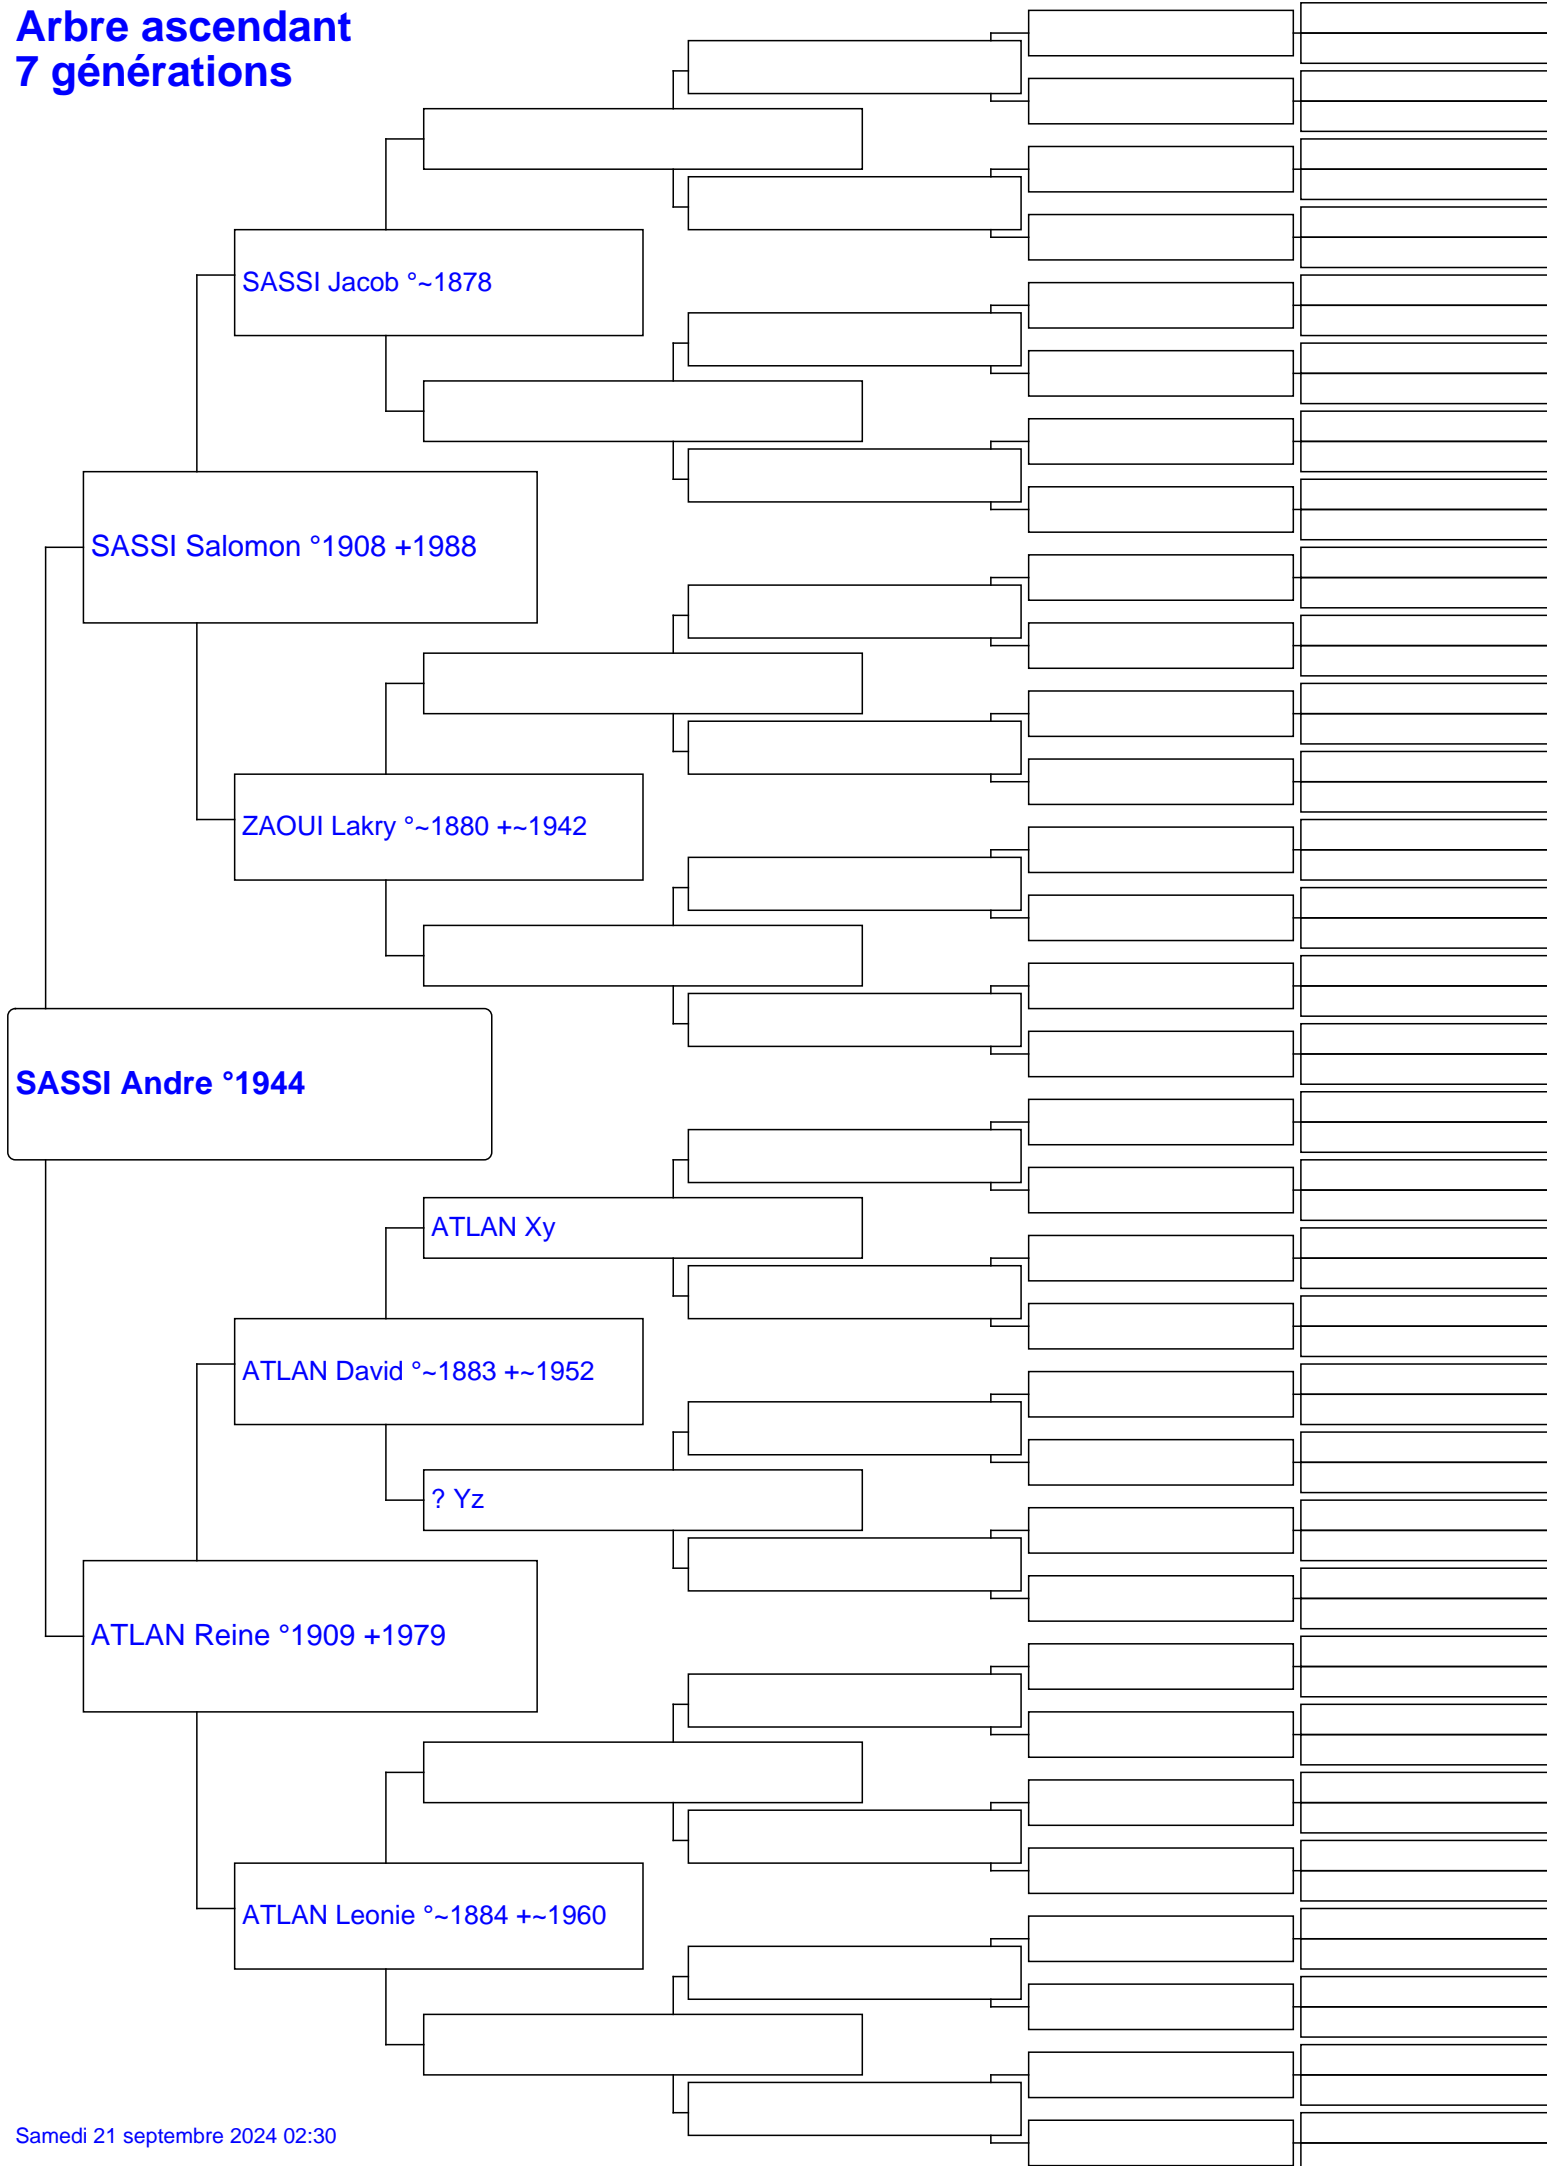 Arbre ascendant
7 générations
SASSI Jacob °~1878
SASSI Salomon °1908 +1988
ZAOUI Lakry °~1880 +~1942
SASSI Andre °1944
ATLAN Xy
ATLAN David °~1883 +~1952
? Yz
ATLAN Reine °1909 +1979
ATLAN Leonie °~1884 +~1960
Samedi 21 septembre 2024 02:30